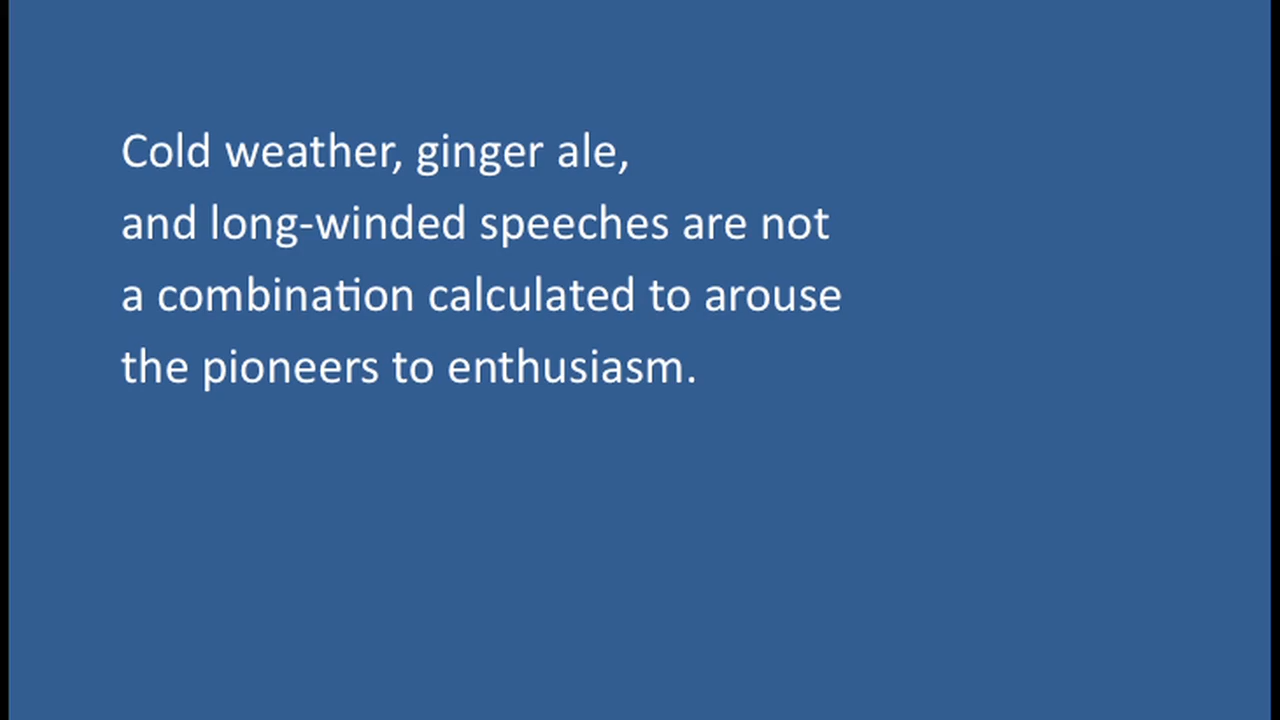 Cold weather, ginger ale,
and long-winded speeches are not
a combination calculated to arouse
the pioneers to enthusiasm.